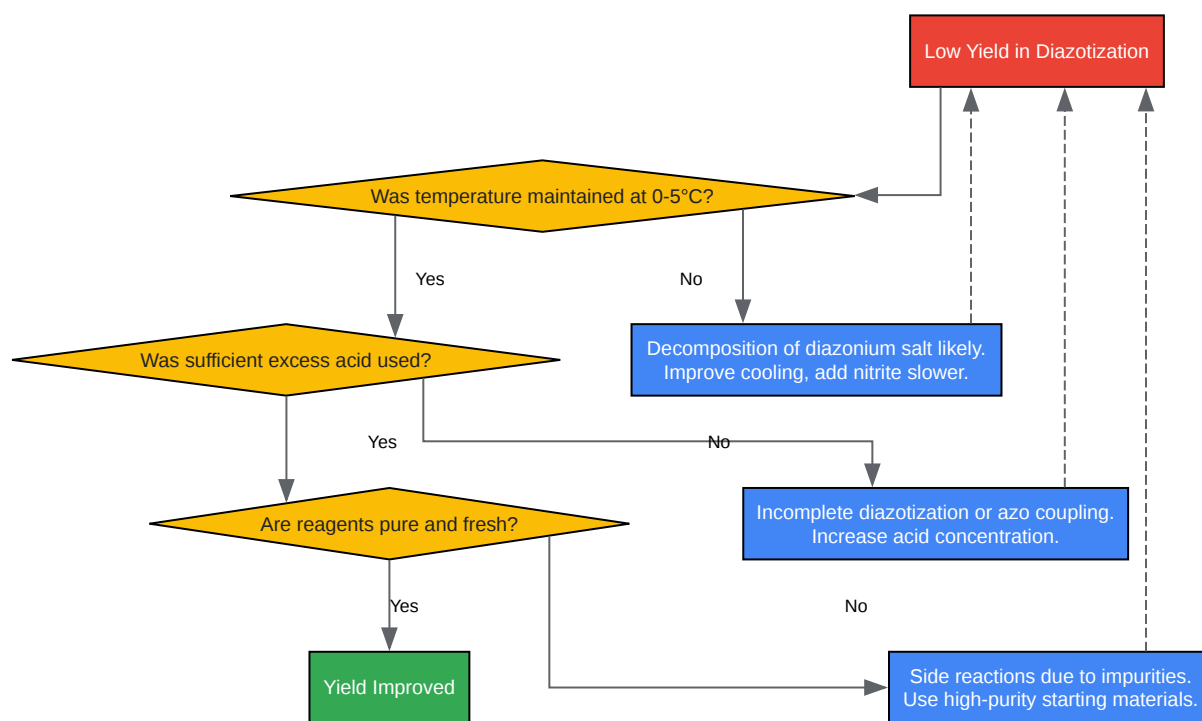 Low Yield in Diazotization
Was temperature maintained at 0-5°C?
Yes
No
Was sufficient excess acid used?
Decomposition of diazonium salt likely.
Improve cooling, add nitrite slower.
Yes
No
Are reagents pure and fresh?
Incomplete diazotization or azo coupling.
Increase acid concentration.
Yes
No
Yield Improved
Side reactions due to impurities.
Use high-purity starting materials.